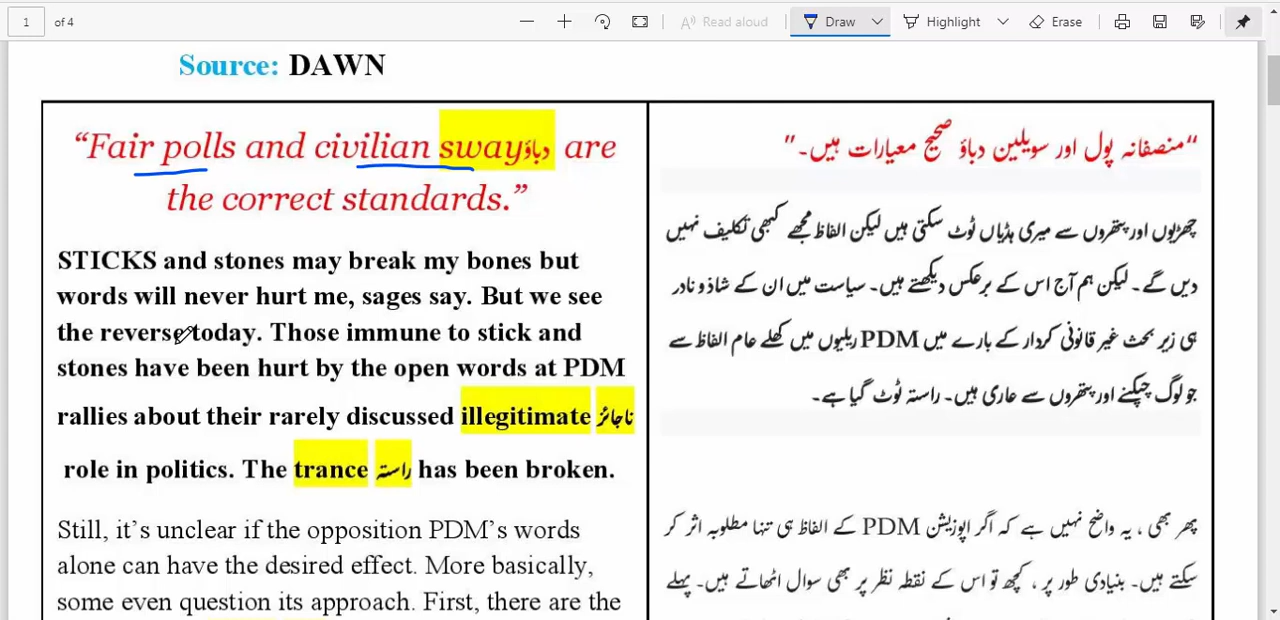 1 of 4 Read aloud Draw Highlight Erase
Source: DAWN
“Fair polls and civilian sway دباؤ are
the correct standards.”
STICKS and stones may break my bones but
words will never hurt me, sages say. But we see
the reverse today. Those immune to stick and
stones have been hurt by the open words at PDM
rallies about their rarely discussed illegitimate ناجائز
role in politics. The trance راستہ has been broken.
Still, it’s unclear if the opposition PDM’s words
alone can have the desired effect. More basically,
some even question its approach. First, there are the
“منصفانہ پول اور سویلین دباؤ صحیح معیارات ہیں۔”
چھڑیوں اور پتھروں سے میری ہڈیاں ٹوٹ سکتی ہیں لیکن الفاظ مجھے کبھی تکلیف نہیں
دیں گے۔ لیکن ہم آج اس کے برعکس دیکھتے ہیں۔ سیاست میں ان کے شاذ و نادر
ہی زیر بحث غیر قانونی کردار کے بارے میں PDM ریلیوں میں کھلے عام الفاظ سے
جو لوگ چپکنے اور پتھروں سے عاری ہیں۔ راستہ ٹوٹ گیا ہے۔
پھر بھی ، یہ واضح نہیں ہے کہ اگر اپوزیشن PDM کے الفاظ ہی تنہا مطلوبہ اثر کر
سکتے ہیں۔ بنیادی طور پر ، کچھ تو اس کے نقطہ نظر پر بھی سوال اٹھاتے ہیں۔ پہلے